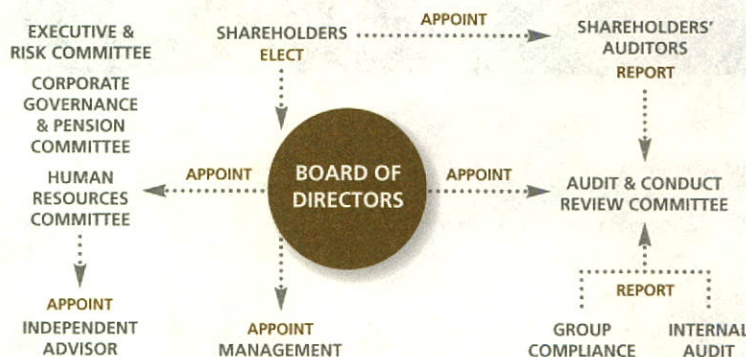 EXECUTIVE &
RISK COMMITTEE
CORPORATE
GOVERNANCE
& PENSION
COMMITTEE
HUMAN
RESOURCES
COMMITTEE
APPOINT
INDEPENDENT
ADVISOR
SHAREHOLDERS
ELECT
APPOINT
SHAREHOLDERS'
AUDITORS
REPORT
APPOINT
BOARD OF
DIRECTORS
APPOINT
AUDIT & CONDUCT
REVIEW COMMITTEE
APPOINT
MANAGEMENT
REPORT
GROUP
COMPLIANCE
INTERNAL
AUDIT